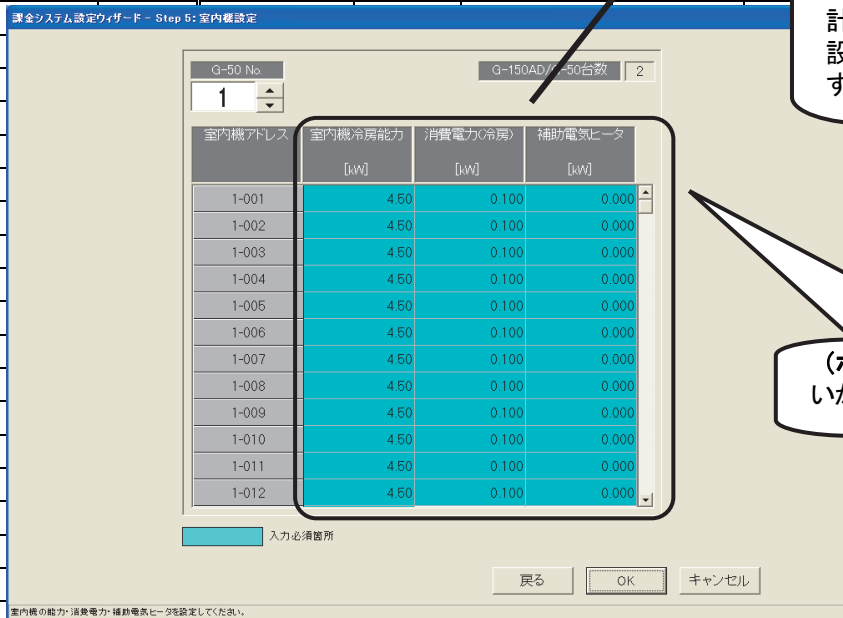 課金システム設定ウィザード - Step 5: 室内機設定
計
設
す
G-50 No.
G-150AD/G-50台数 2
1
室内機アドレス 室内機冷房能力 消費電力(冷房) 補助電気ヒータ
[kW] [kW] [kW]
1-001 4.50 0.100 0.000
1-002 4.50 0.100 0.000
1-003 4.50 0.100 0.000
1-004 4.50 0.100 0.000
1-005 4.50 0.100 0.000
1-006 4.50 0.100 0.000
1-007 4.50 0.100 0.000
1-008 4.50 0.100 0.000
1-009 4.50 0.100 0.000
1-010 4.50 0.100 0.000
1-011 4.50 0.100 0.000
1-012 4.50 0.100 0.000
いか
入力必須箇所
戻る OK キャンセル
室内機の能力・消費電力・補助電気ヒータを設定してください。